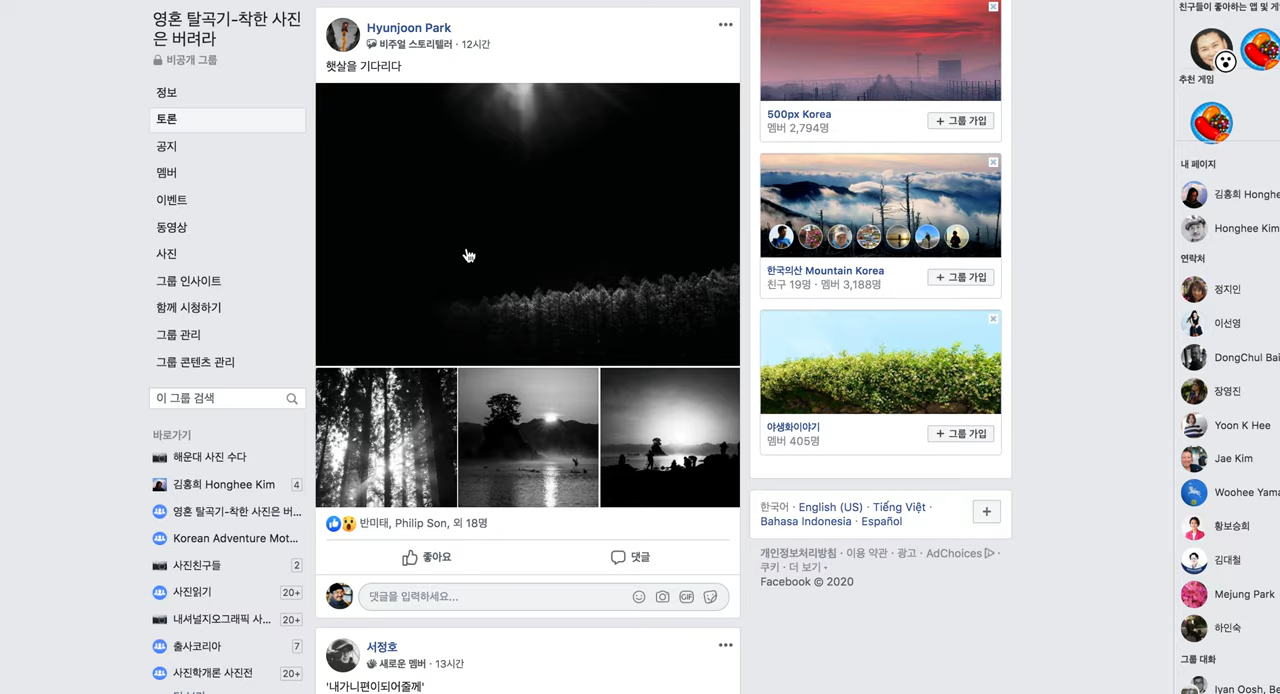 영혼 탈곡기-착한 사진
은 버려라
비공개 그룹
정보
토론
공지
멤버
이벤트
동영상
사진
그룹 인사이트
함께 시청하기
그룹 관리
그룹 콘텐츠 관리
이 그룹 검색
바로가기
해운대 사진 수다
김홍희 Honghee Kim 4
영혼 탈곡기-착한 사진은 버...
Korean Adventure Mot...
사진친구들 2
사진읽기 20+
내셔널지오그래픽 사... 20+
출사코리아 7
사진학개론 사진전 20+
Hyunjoon Park
비주얼 스토리텔러 · 12시간
햇살을 기다리다
반미태, Philip Son, 외 18명
좋아요 댓글
댓글을 입력하세요...
GIF
서정호
새로운 멤버 · 13시간
'내가니편이되어줄께'
500px Korea
멤버 2,794명
+ 그룹 가입
한국의산 Mountain Korea
친구 19명 · 멤버 3,188명
+ 그룹 가입
야생화이야기
멤버 405명
+ 그룹 가입
한국어 · English (US) · Tiếng Việt ·
Bahasa Indonesia · Español
개인정보처리방침 · 이용 약관 · 광고 · AdChoices ·
쿠키 · 더 보기
Facebook © 2020
친구들이 좋아하는 앱 및 게
추천 게임
내 페이지
김홍희 Honghe
Honghee Kim
연락처
정지인
이선영
DongChul Bai
장영진
Yoon K Hee
Jae Kim
Woohee Yama
황보승희
김대철
Mejung Park
하인숙
그룹 대화
Iyan Oosh, Be